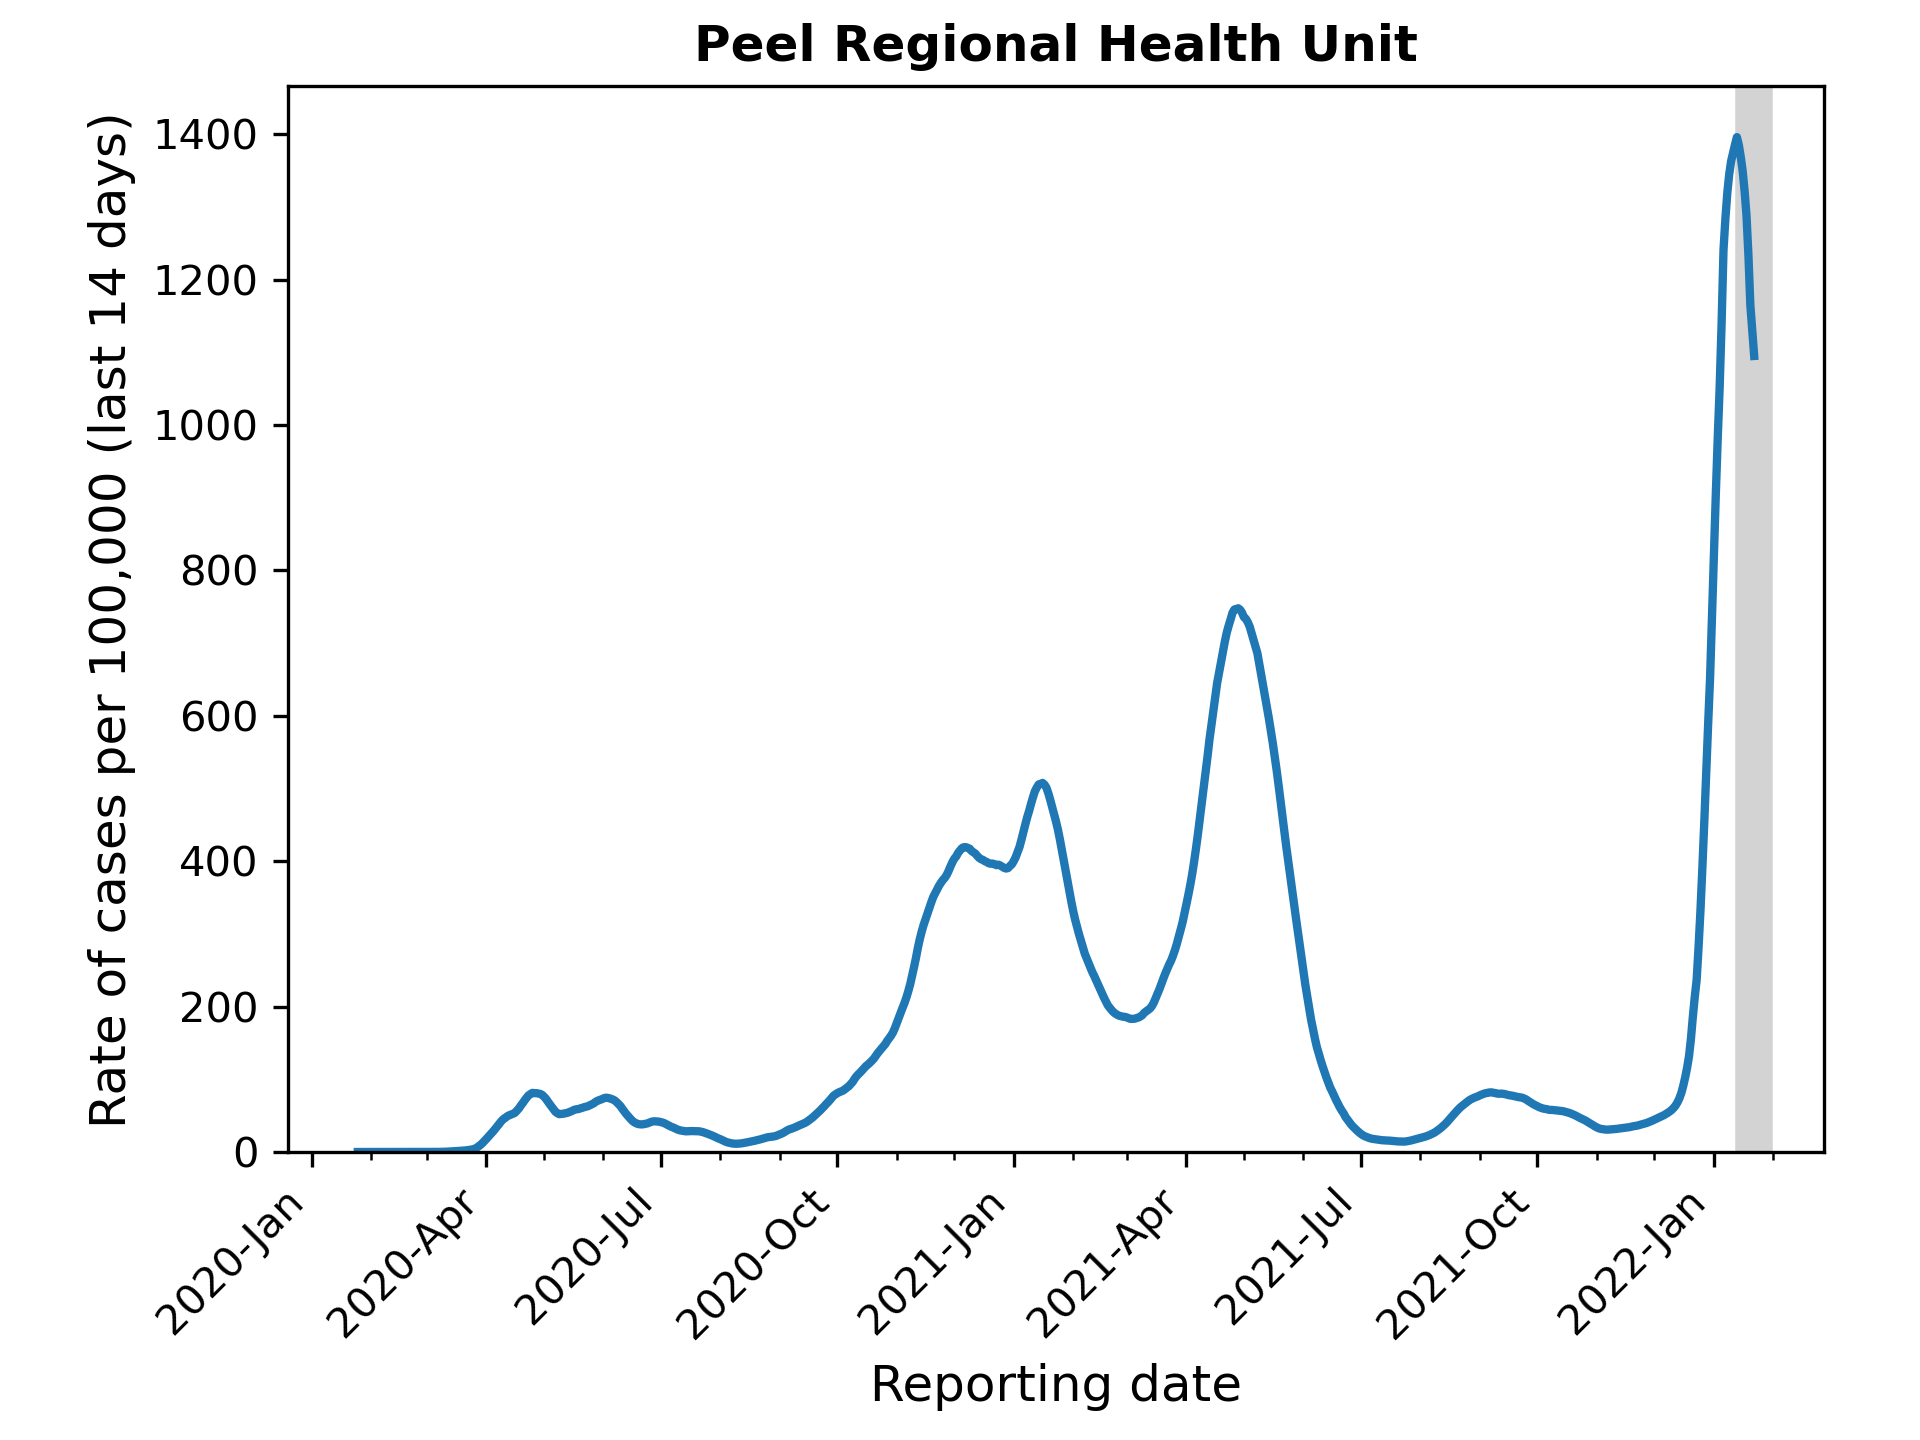 Peel Regional Health Unit
Rate of cases per 100,000 (last 14 days)
1400
1200
1000
800
600
400
200
0
2020-Jan
2020-Apr
2020-Jul
2020-Oct
2021-Jan
2021-Apr
2021-Jul
2021-Oct
2022-Jan
Reporting date